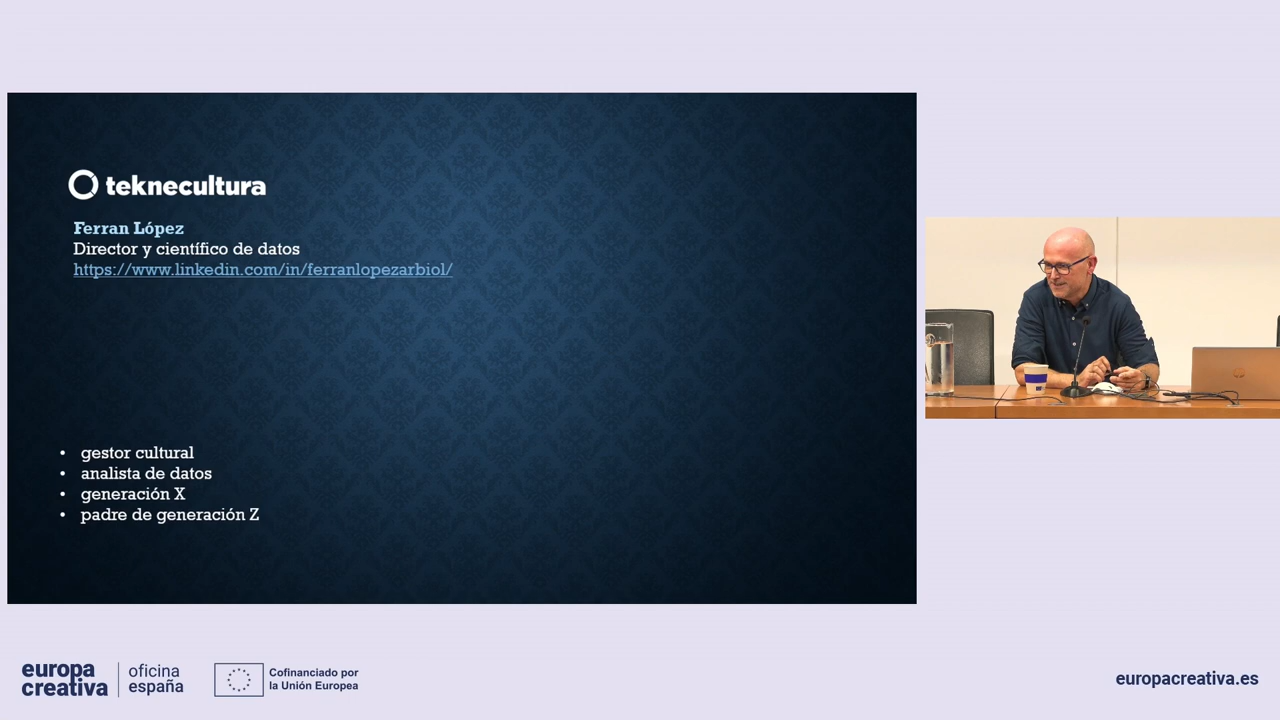 teknecultura
Ferran López
Director y científico de datos
https://www.linkedin.com/in/ferranlopezarbiol/
• gestor cultural
• analista de datos
• generación X
• padre de generación Z
europa
creativa
oficina
españa
Cofinanciado por
la Unión Europea
europacreativa.es